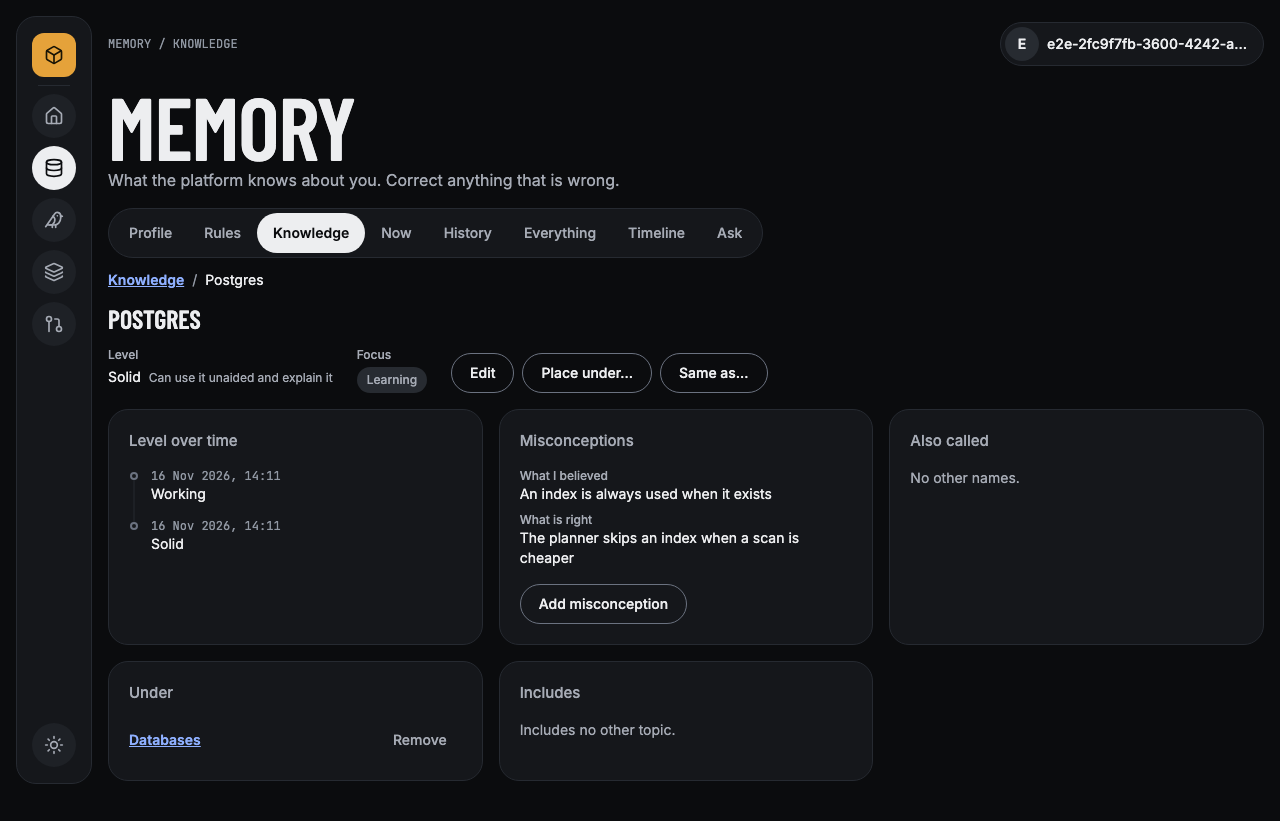 MEMORY / KNOWLEDGE
E e2e-2fc9f7fb-3600-4242-a...
MEMORY
What the platform knows about you. Correct anything that is wrong.
Profile Rules Knowledge Now History Everything Timeline Ask
Knowledge / Postgres
POSTGRES
Level
Solid Can use it unaided and explain it
Focus
Learning
Edit Place under... Same as...
Level over time
16 Nov 2026, 14:11
Working
16 Nov 2026, 14:11
Solid
Misconceptions
What I believed
An index is always used when it exists
What is right
The planner skips an index when a scan is
cheaper
Add misconception
Also called
No other names.
Under
Databases Remove
Includes
Includes no other topic.